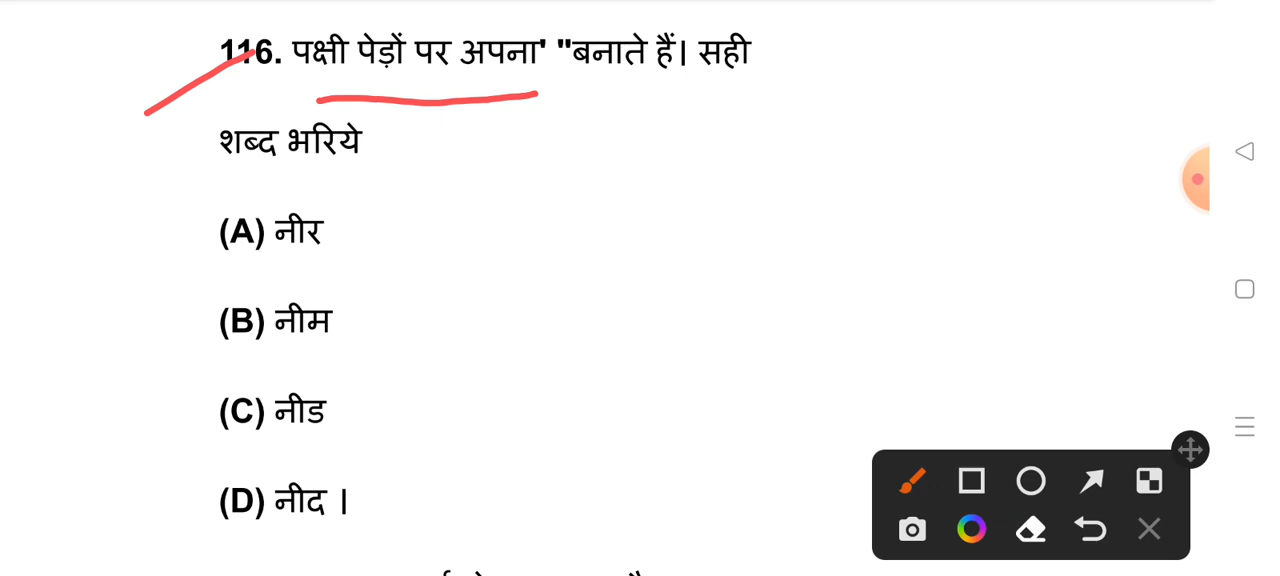 116. पक्षी पेड़ों पर अपना' "बनाते हैं। सही
शब्द भरिये
(A) नीर
(B) नीम
(C) नीड
(D) नीद ।